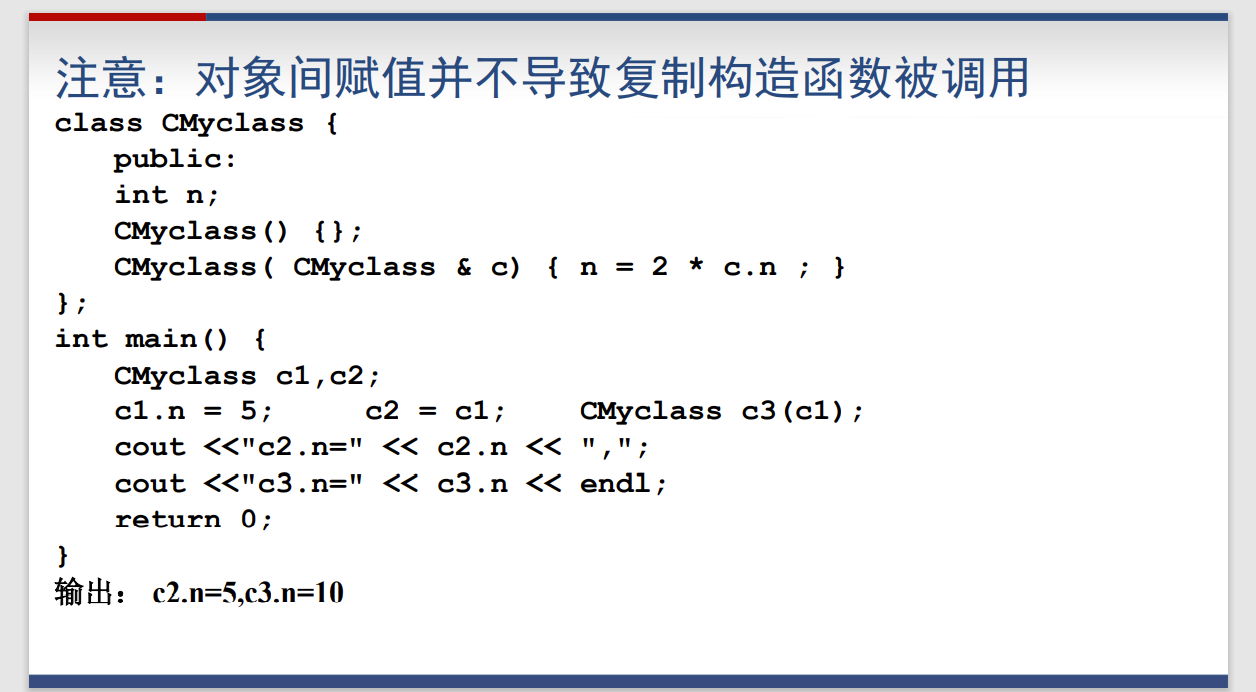 注意：对象间赋值并不导致复制构造函数被调用
class CMyclass {
public:
int n;
CMyclass() {};
CMyclass( CMyclass & c) { n = 2 * c.n ; }
};
int main() {
CMyclass c1,c2;
c1.n = 5; c2 = c1; CMyclass c3(c1);
cout <<"c2.n=" << c2.n << ",";
cout <<"c3.n=" << c3.n << endl;
return 0;
}
输出： c2.n=5,c3.n=10